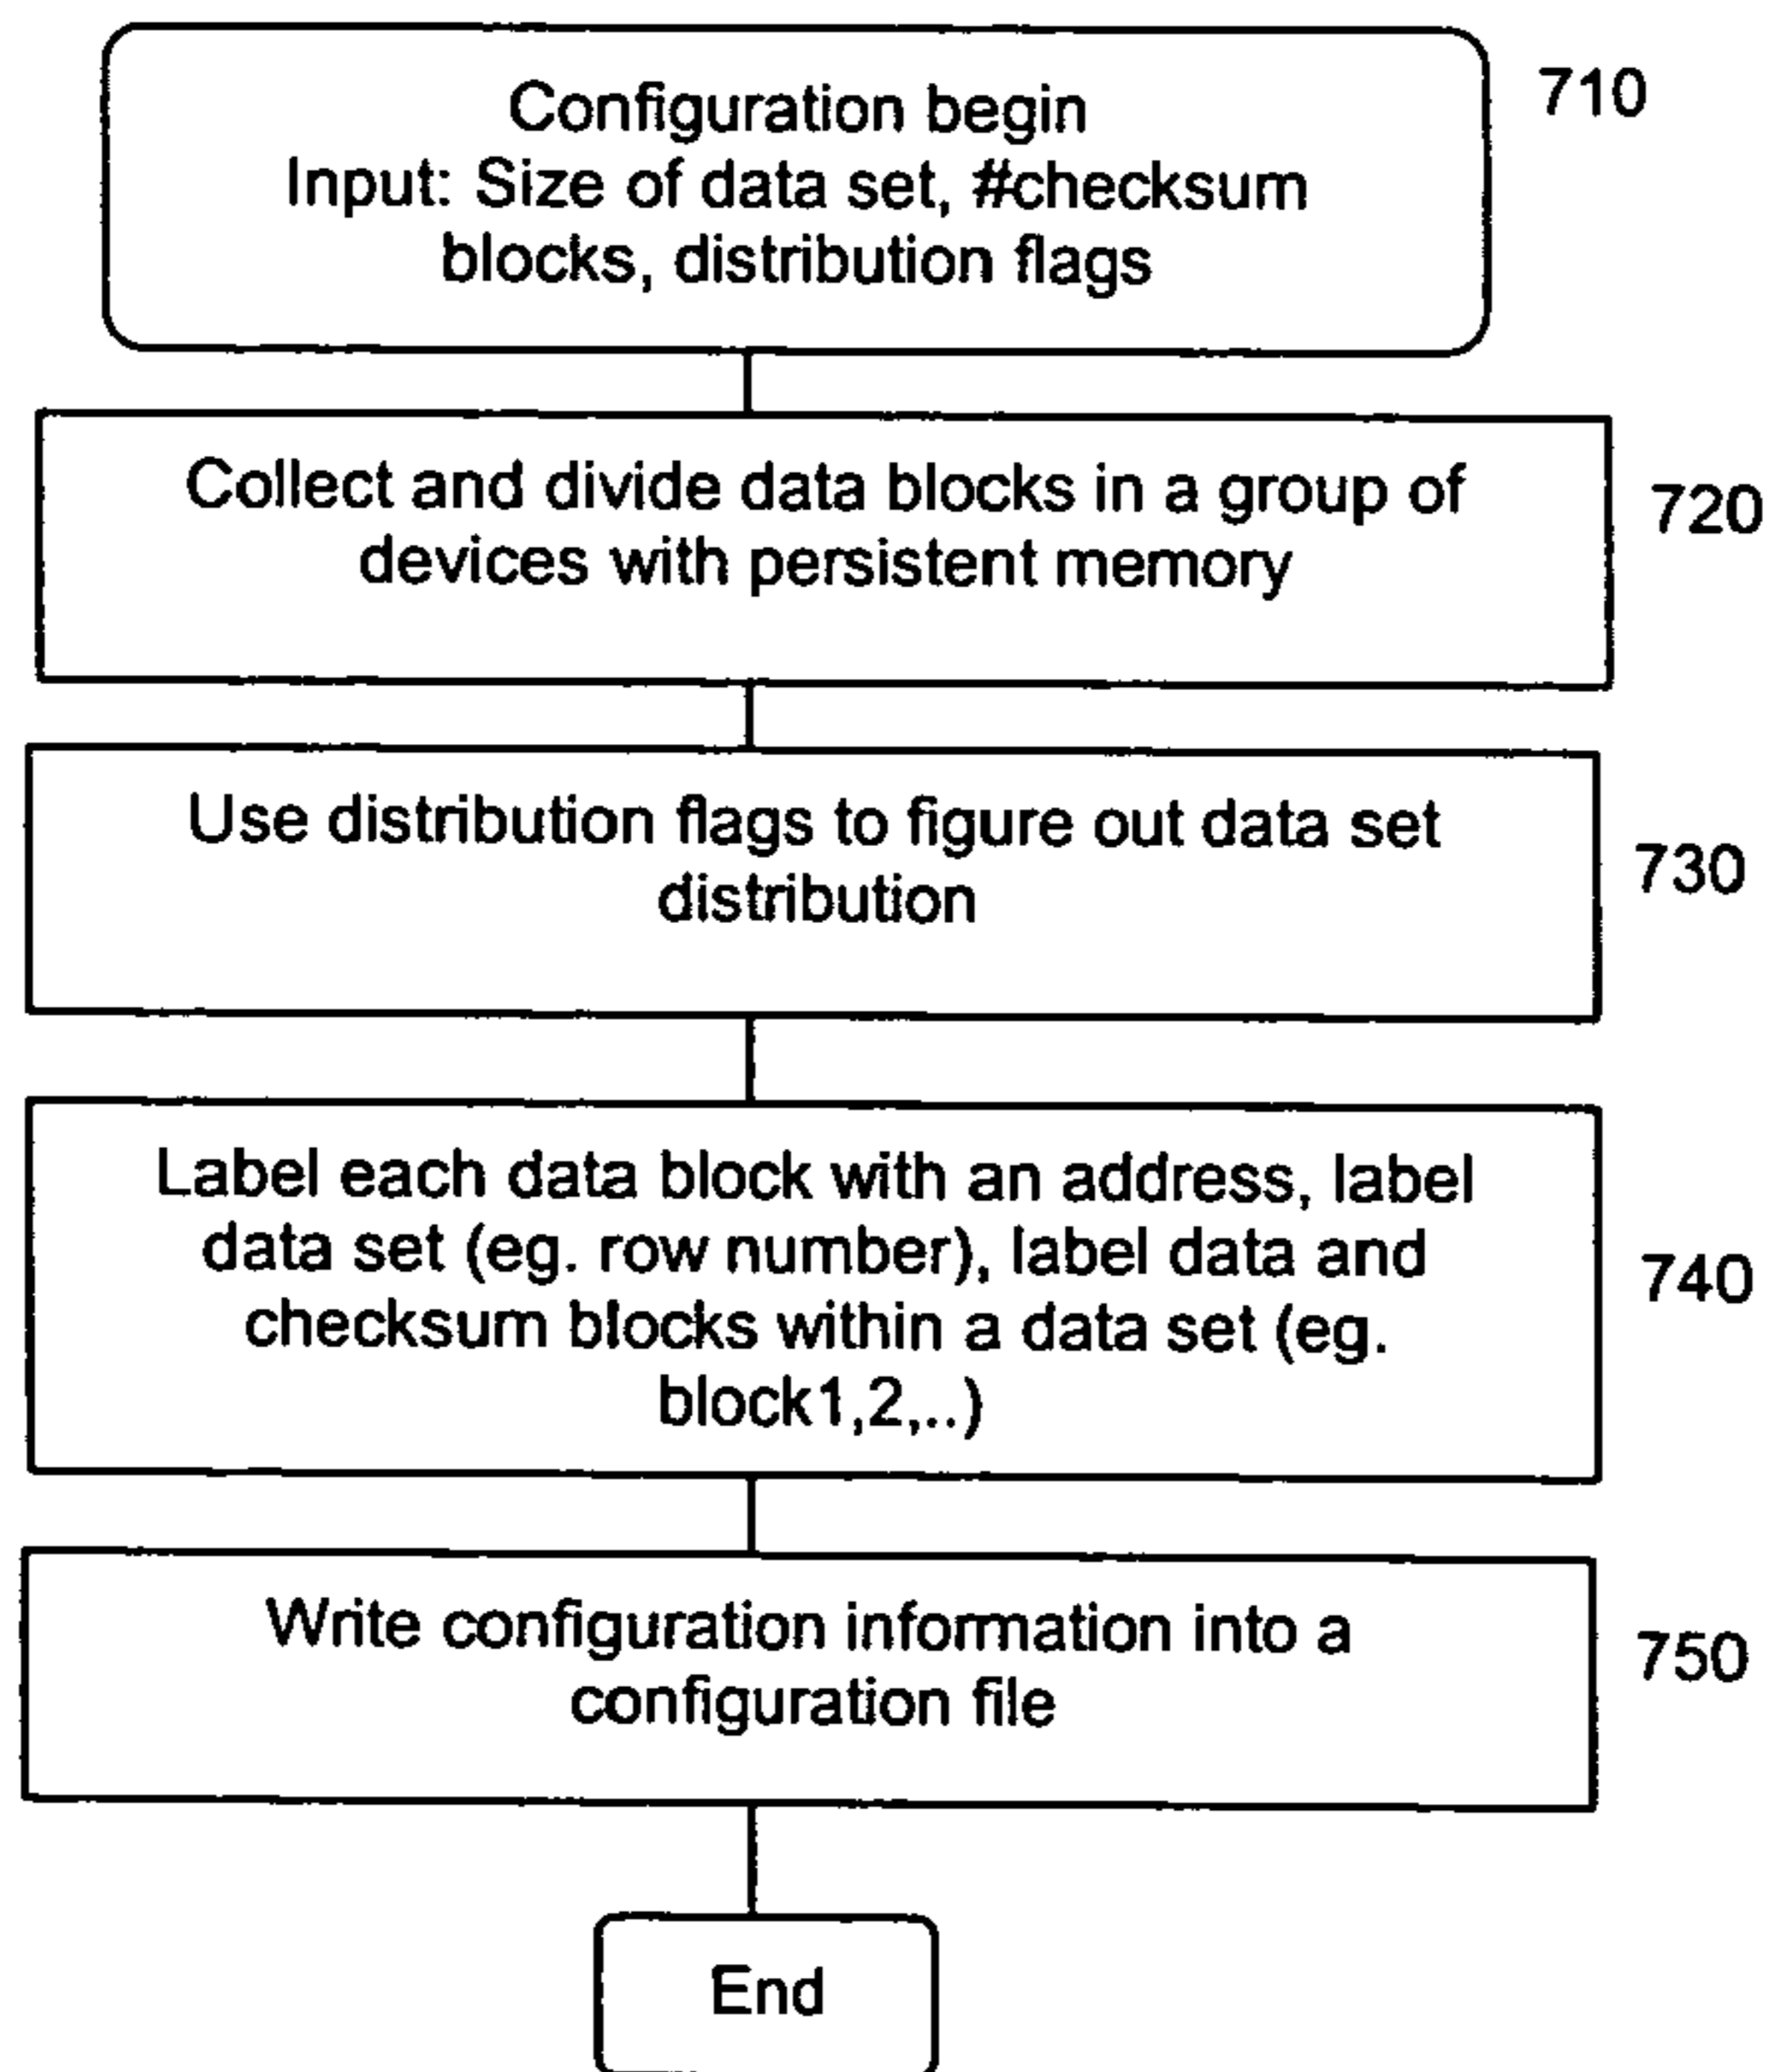 Configuration begin
710
Input: Size of data set, #checksum
blocks, distribution flags
Collect and divide data blocks in a group of
720
devices with persistent memory
Use distribution flags to figure out data set
730
distribution
Label each data block with an address, label
data set (eg. row number), label data and
740
checksum blocks within a data set (eg.
block1,2,..)
Write configuration information into a
750
configuration file
End